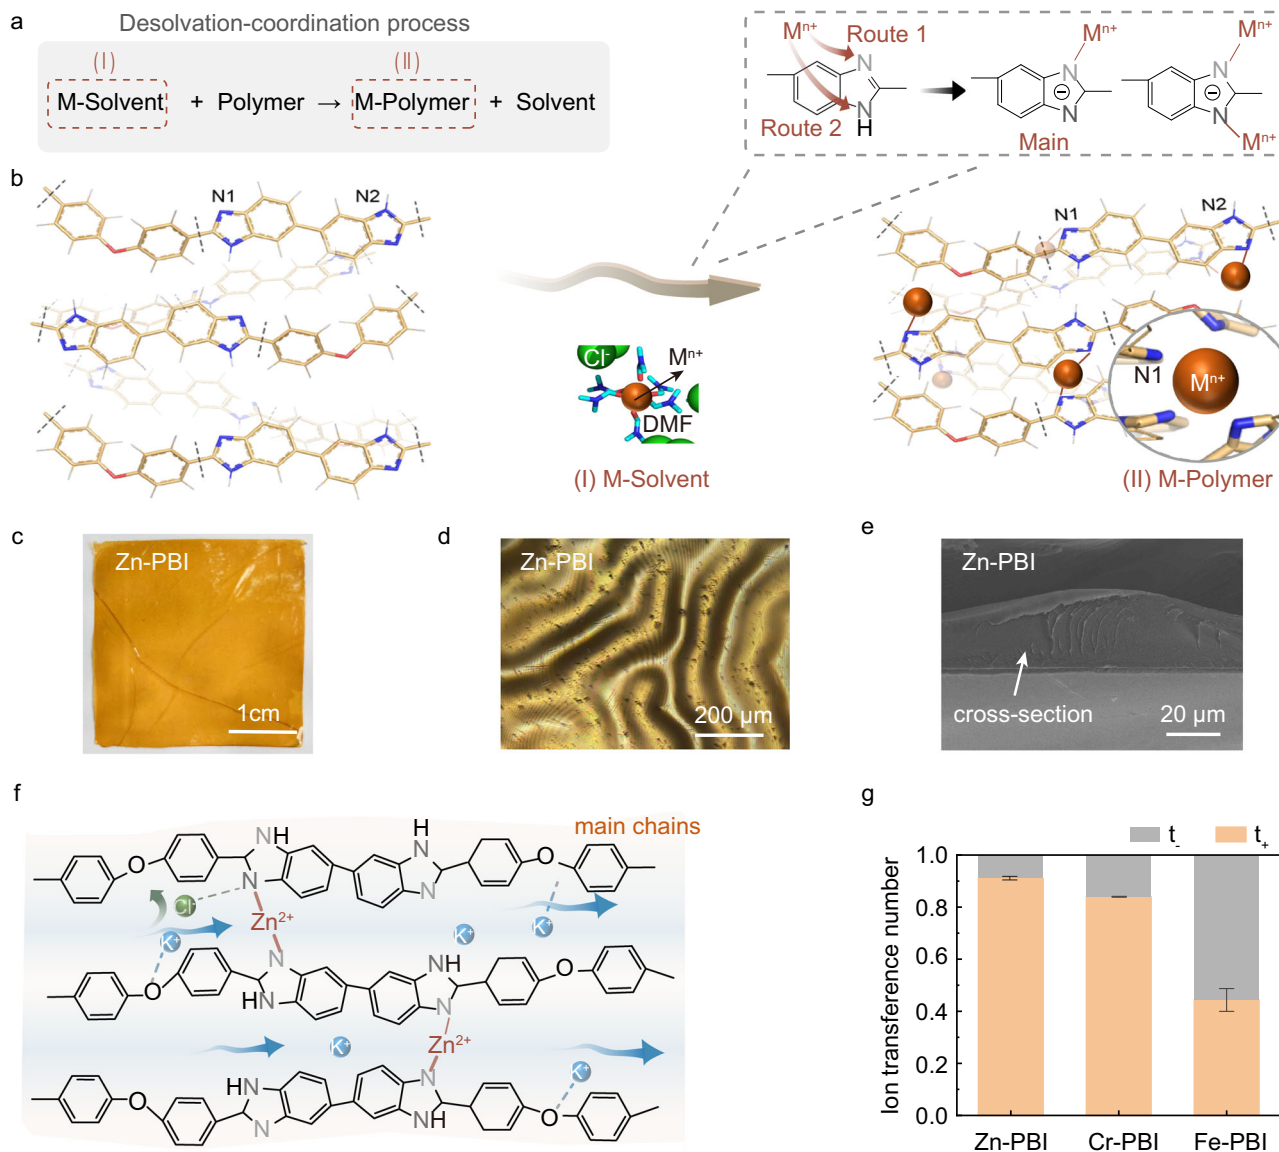 a
Desolvation-coordination process
(I)
(II)
M-Solvent + Polymer → M-Polymer + Solvent
Mⁿ⁺
Route 1
N
Route 2
N
H
Mⁿ⁺
N
N
Main
Mⁿ⁺
N
N
Mⁿ⁺
b
N1
N2
Cl⁻
Mⁿ⁺
DMF
(I) M-Solvent
N1
N2
N1
Mⁿ⁺
(II) M-Polymer
c
Zn-PBI
1cm
d
Zn-PBI
200 μm
e
Zn-PBI
cross-section
20 μm
f
main chains
O
NH
N
H
N
N
O
Cl⁻
Zn²⁺
K⁺
K⁺
K⁺
O
N
HN
NH
N
O
Zn²⁺
K⁺
K⁺
H
N
N
N
NH
O
O
g
t₋
t₊
Ion transference number
1.0
0.8
0.6
0.4
0.2
0.0
Zn-PBI
Cr-PBI
Fe-PBI